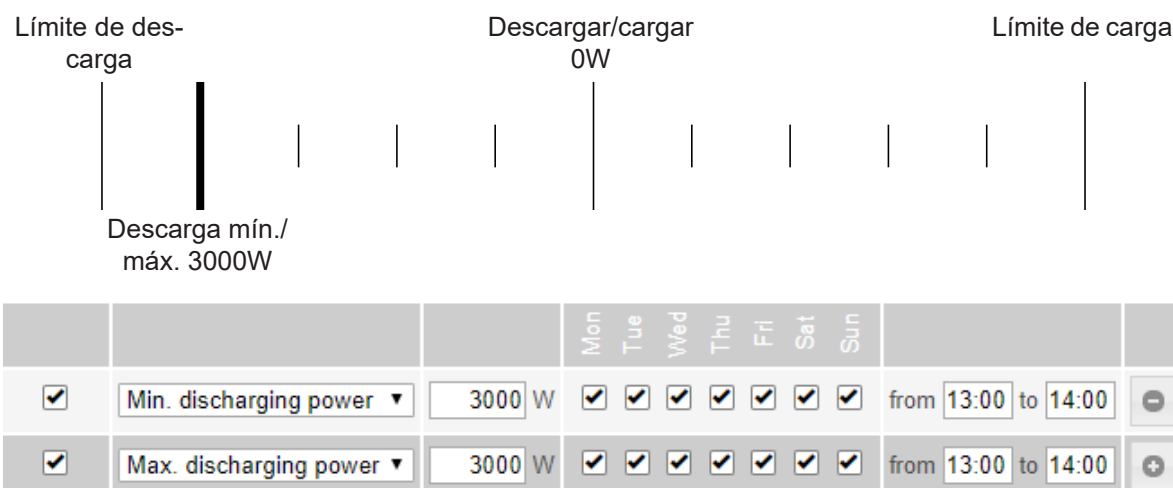 Límite de des-
carga
Descargar/cargar
0W
Límite de carga
Descarga mín./
máx. 3000W
Mon Tue Wed Thu Fri Sat Sun
Min. discharging power 3000 W from 13:00 to 14:00
Max. discharging power 3000 W from 13:00 to 14:00